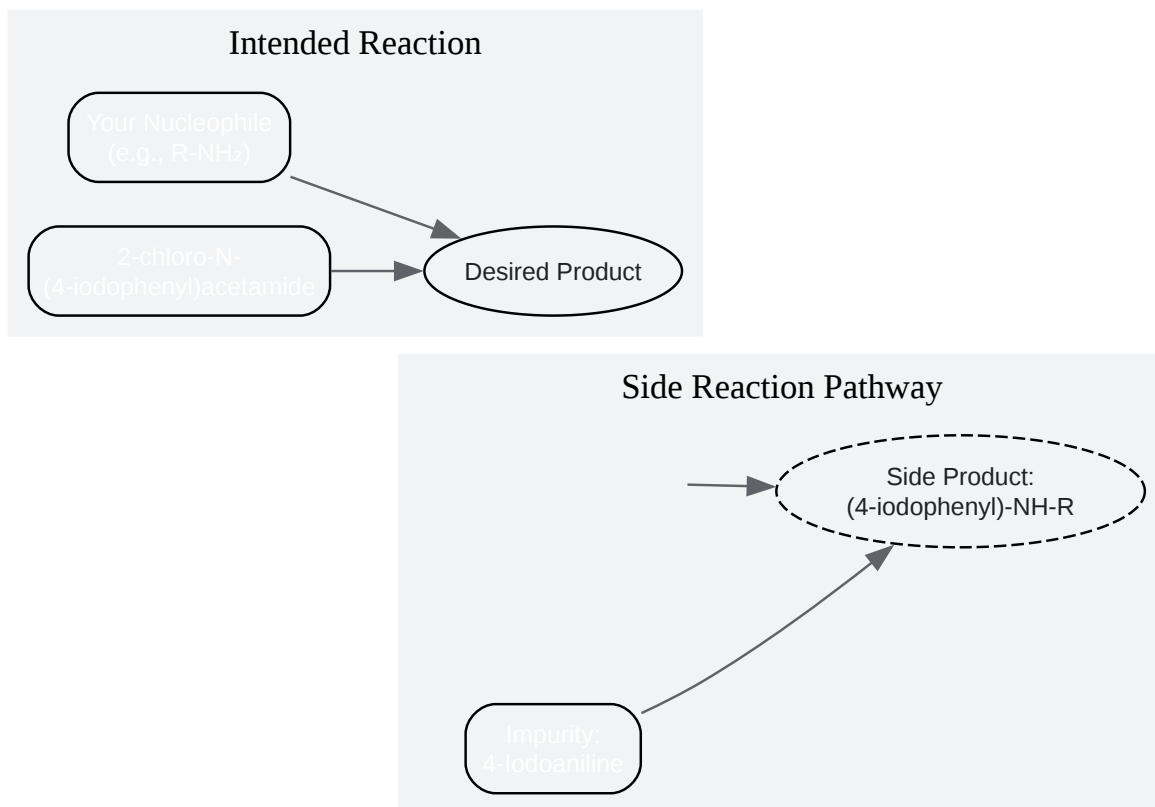 Intended Reaction
Your Nucleophile
(e.g., R-NH₂)
2-chloro-N-
(4-iodophenyl)acetamide
Desired Product
Side Reaction Pathway
Side Product:
(4-iodophenyl)-NH-R
Impurity:
4-Iodoaniline